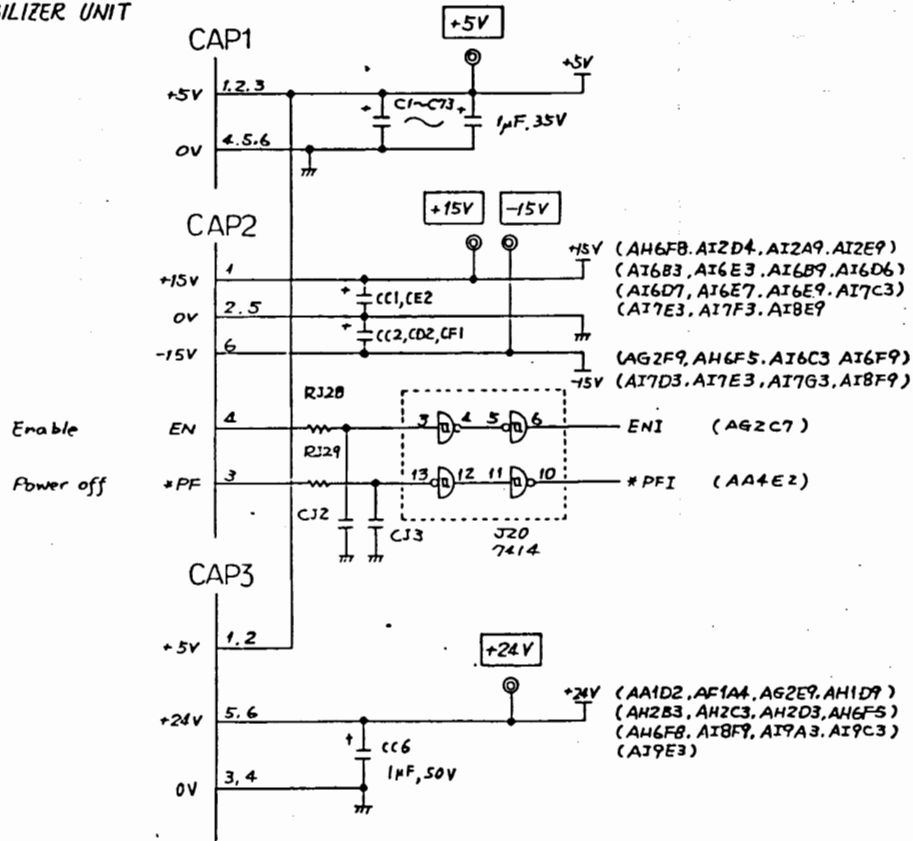 BILIZER UNIT
CAP1
+5V
+5V
+5V 1.2.3
C1~C73
+ +
1μF.35V
0V 4.5.6
CAP2
+15V -15V
+15V (AH6F8.AI2D4.AI2A9.AI2E9)
(AI6B3,AI6E3.AI6B9.AI6D6)
+15V 1
(AI6D7,AI6E7.AI6E9.AI7C3)
+ CC1,CE2
(AI7E3.AI7F3.AI8E9
0V 2.5
+ CC2,CD2,CF1
-15V 6
(AG2F9,AH6F5.AI6C3 AI6F9)
-15V (AI7D3.AI7E3,AI7G3,AI8F9)
RJ28
Enable EN 4 3 4 5 6 ENI (AG2C7)
RJ29
Power off *PF 3 13 12 11 10 *PFI (AA4E2)
CJ2 CJ3 J20
7414
CAP3
+5V 1.2
+24V
+24V (AA1D2,AF1A4,AG2E9.AH1D9)
+24V 5.6
(AH2B3,AH2C3.AH2D3,AH6F5)
(AH6F8.AI8F9,AI9A3.AI9C3)
(AI9E3)
+ CC6
1μF,50V
0V 3,4